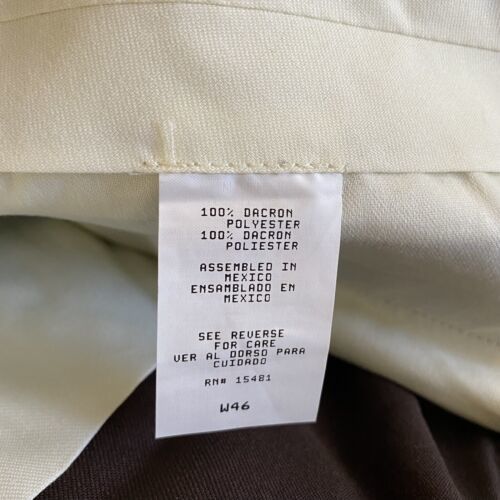 100% DACRON
POLYESTER
100% DACRON
POLIESTER
ASSEMBLED IN
MEXICO
ENSAMBLADO EN
MEXICO
SEE REVERSE
FOR CARE
VER AL DORSO PARA
CUIDADO
RN# 15481
W46